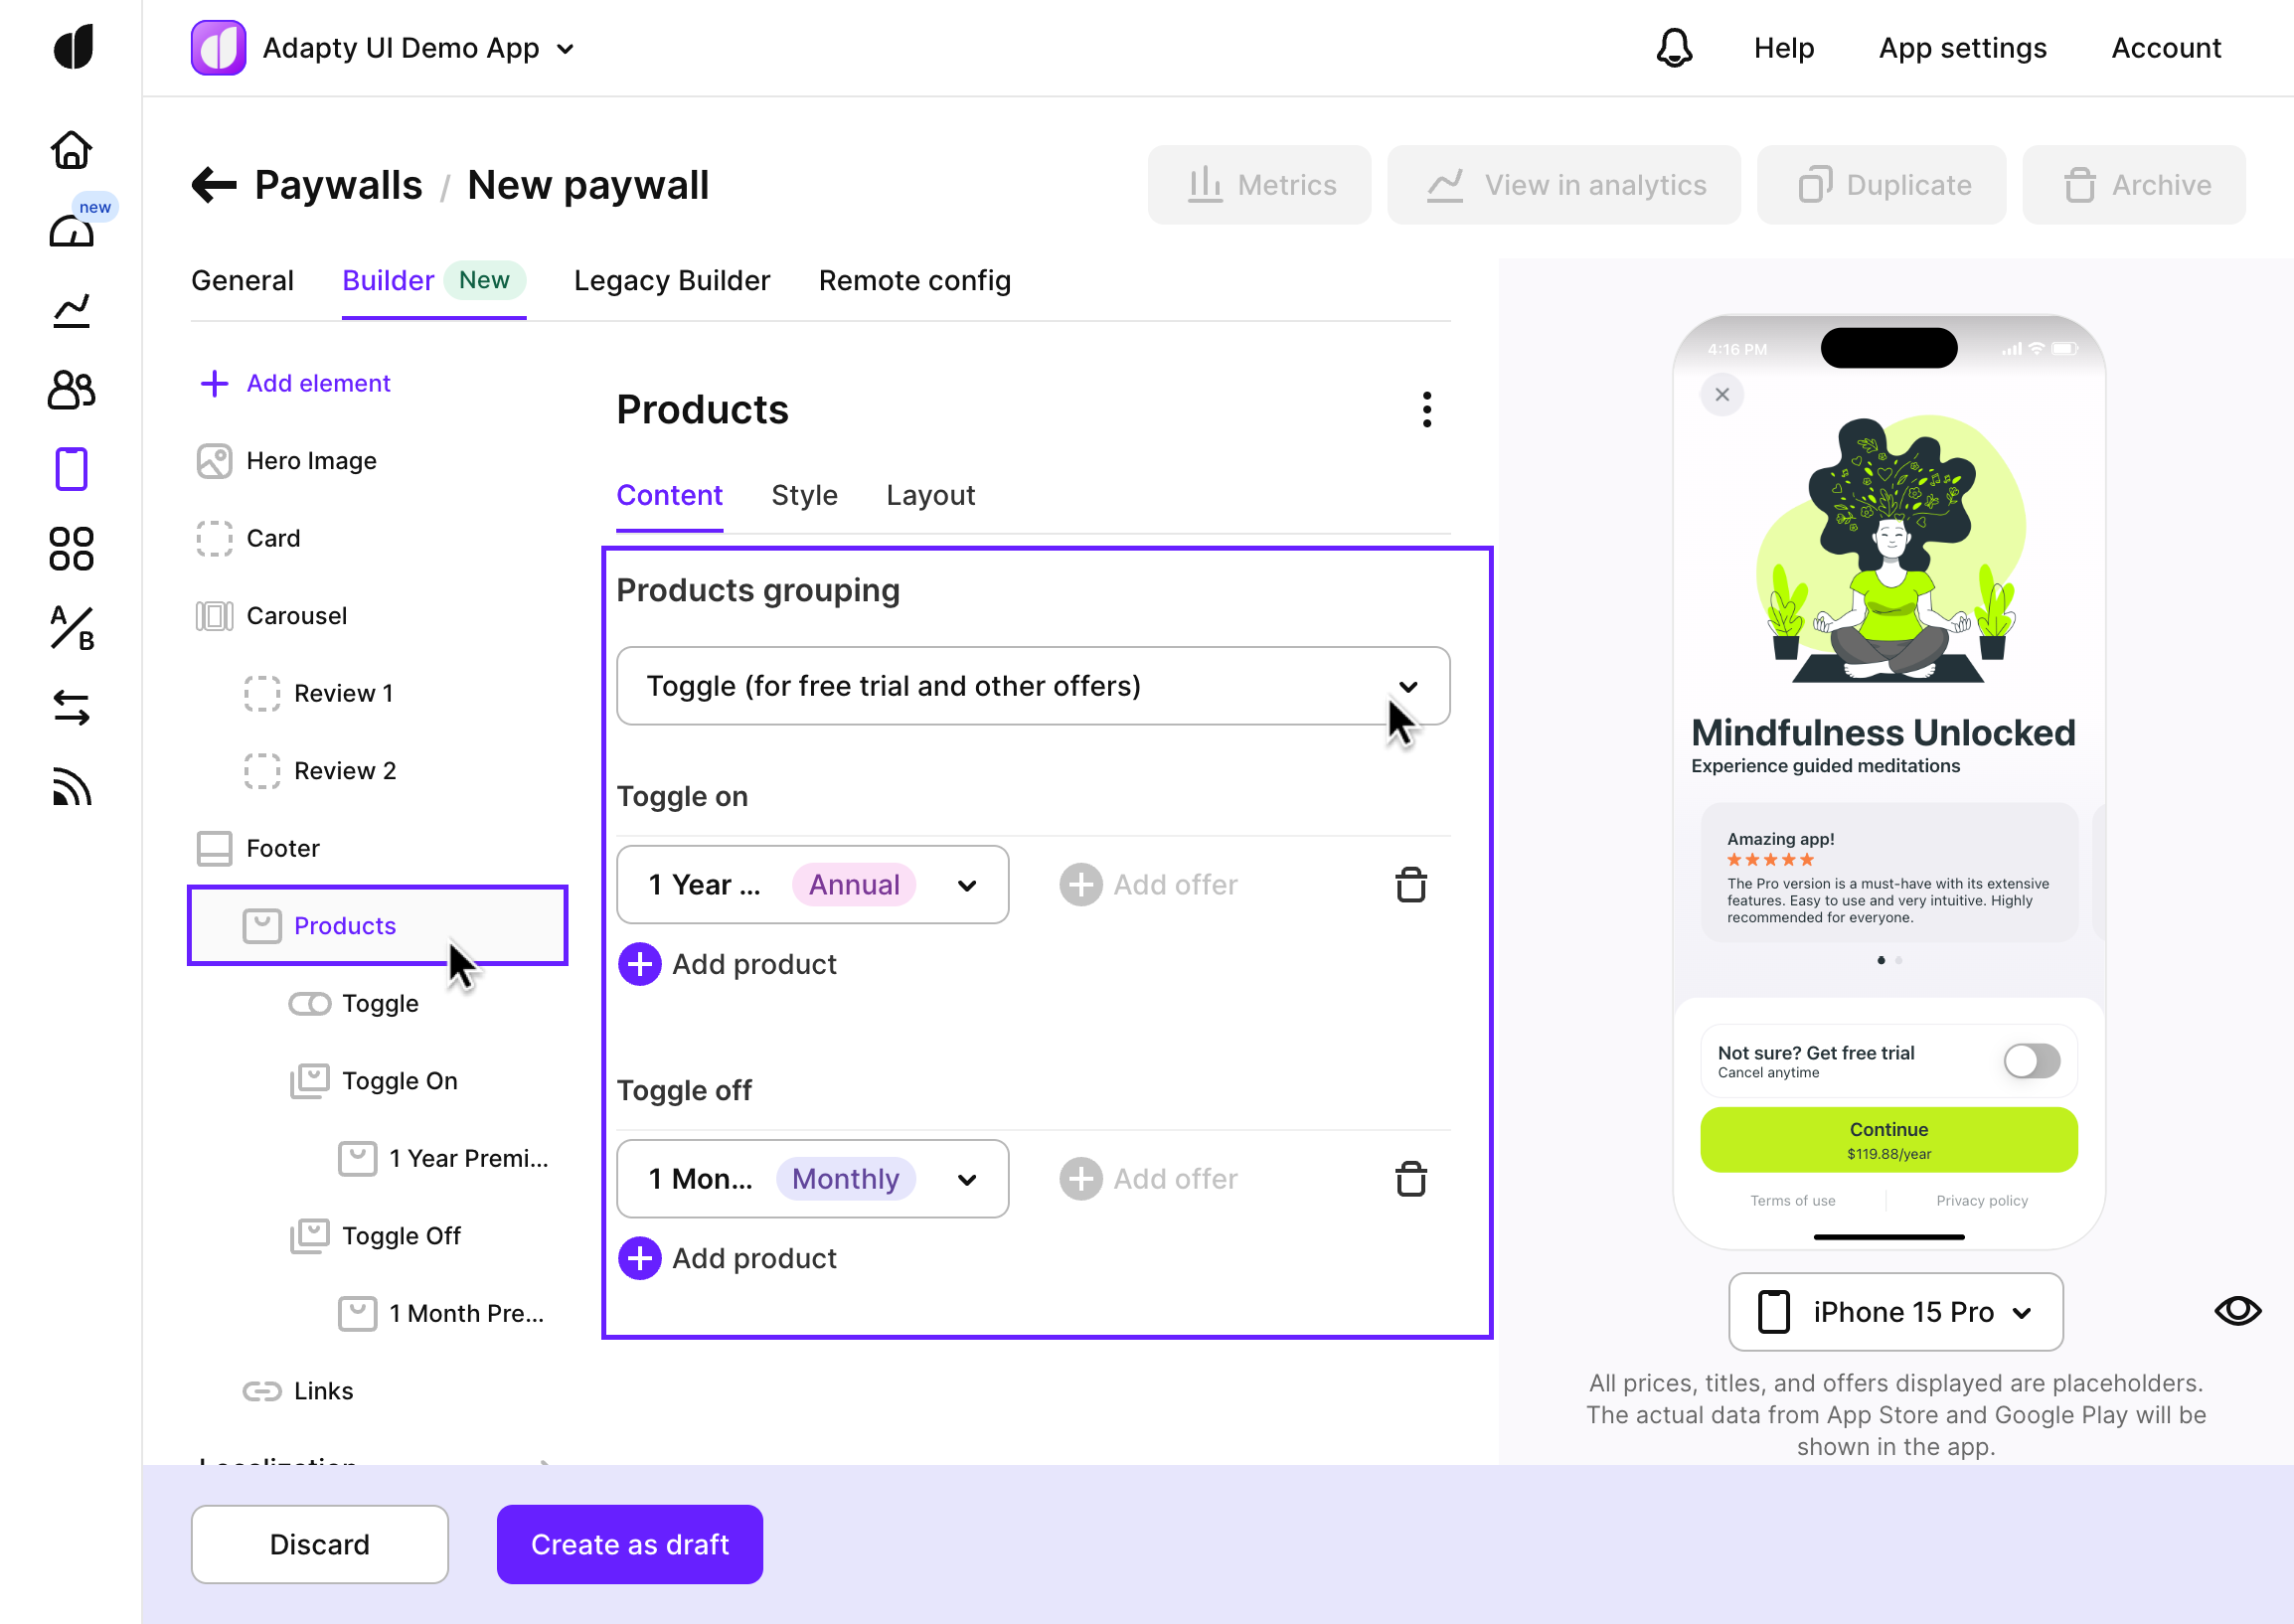 Adapty UI Demo App
Help
App settings
Account
new
Paywalls / New paywall
Metrics
View in analytics
Duplicate
Archive
General
Builder New
Legacy Builder
Remote config
Add element
Hero Image
Card
Carousel
Review 1
Review 2
Footer
Products
Toggle
Toggle On
1 Year Premi...
Toggle Off
1 Month Pre...
Links
Localization
A/B
Products
Content
Style
Layout
Products grouping
Toggle (for free trial and other offers)
Toggle on
1 Year ... Annual
Add offer
Add product
Toggle off
1 Mon... Monthly
Add offer
Add product
4:16 PM
Mindfulness Unlocked
Experience guided meditations
Amazing app!
The Pro version is a must-have with its extensive
features. Easy to use and very intuitive. Highly
recommended for everyone.
Not sure? Get free trial
Cancel anytime
Continue
$119.88/year
Terms of use
Privacy policy
iPhone 15 Pro
All prices, titles, and offers displayed are placeholders.
The actual data from App Store and Google Play will be
shown in the app.
Discard
Create as draft